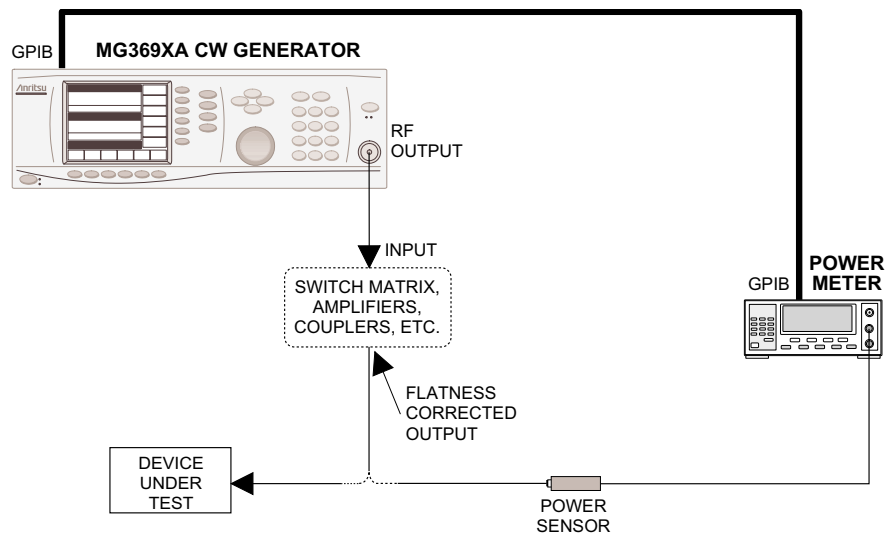 GPIB
MG369XA CW GENERATOR
Anritsu
RF
OUTPUT
INPUT
SWITCH MATRIX,
AMPLIFIERS,
COUPLERS, ETC.
POWER
METER
GPIB
FLATNESS
CORRECTED
OUTPUT
DEVICE
UNDER
TEST
POWER
SENSOR